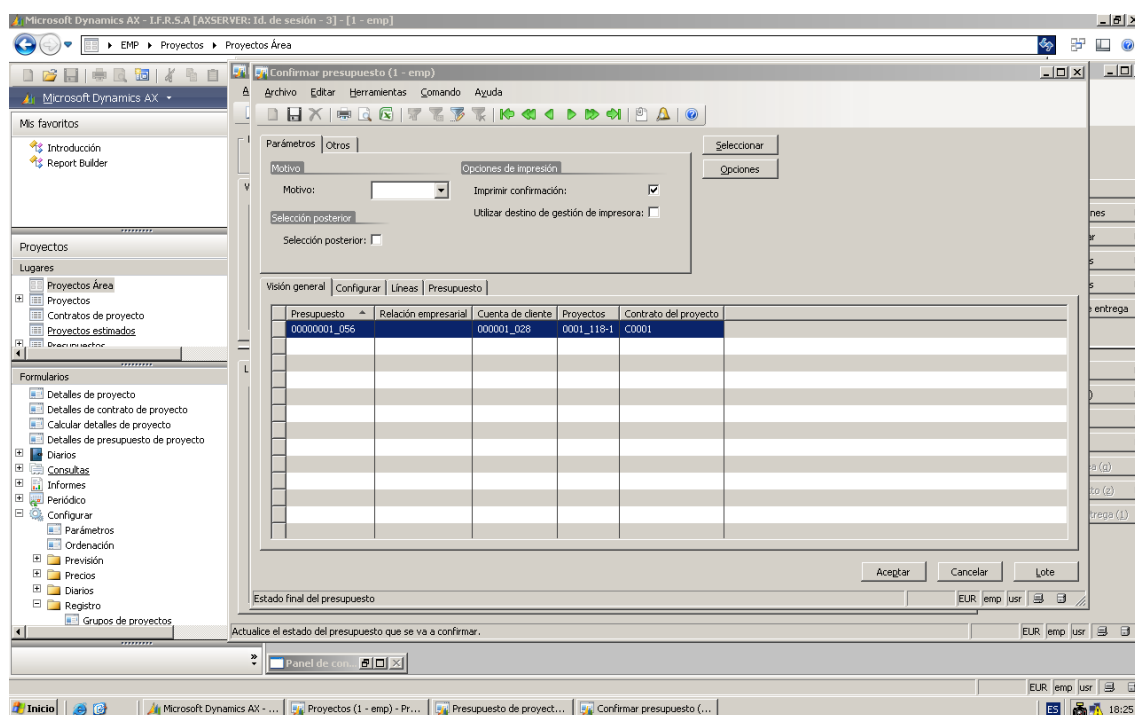 Microsoft Dynamics AX - I.F.R.S.A [AXSERVER: Id. de sesión - 3] - [1 - emp]
EMP Proyectos Proyectos Área
Microsoft Dynamics AX
Mis favoritos
Introducción
Report Builder
Proyectos
Lugares
Proyectos Área
Proyectos
Contratos de proyecto
Proyectos estimados
Presupuestos
Formularios
Detalles de proyecto
Detalles de contrato de proyecto
Calcular detalles de proyecto
Detalles de presupuesto de proyecto
Diarios
Consultas
Informes
Periódico
Configurar
Parámetros
Ordenación
Previsión
Precios
Diarios
Registro
Grupos de proyectos
Confirmar presupuesto (1 - emp)
Archivo Editar Herramientas Comando Ayuda
Parámetros Otros
Seleccionar
Opciones
Motivo Opciones de impresión
Motivo: Imprimir confirmación:
Utilizar destino de gestión de impresora:
Selección posterior
Selección posterior:
Visión general Configurar Líneas Presupuesto
Presupuesto Relación empresarial Cuenta de cliente Proyectos Contrato del proyecto
00000001_056 000001_028 0001_118-1 C0001
Aceptar Cancelar Lote
Estado final del presupuesto EUR emp usr
Actualice el estado del presupuesto que se va a confirmar. EUR emp usr
nes
ar
s
s
e entrega
)
a (g)
to (z)
trega (1)
Panel de con...
EUR emp usr
Inicio Microsoft Dynamics AX - ... Proyectos (1 - emp) - Pr... Presupuesto de proyect... Confirmar presupuesto (... ES 18:25